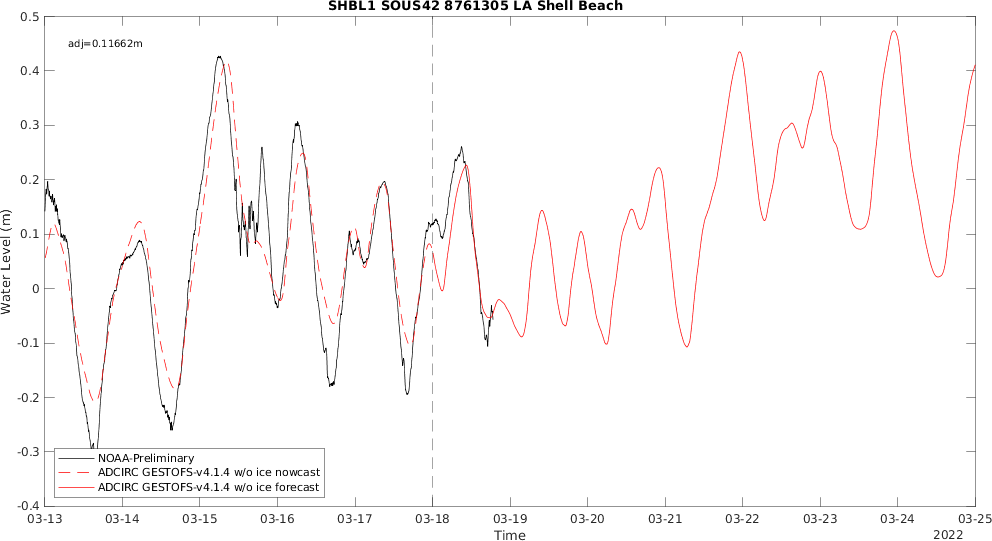 SHBL1 SOUS42 8761305 LA Shell Beach
adj=0.11662m
0.5
0.4
0.3
0.2
0.1
0
-0.1
-0.2
-0.3
-0.4
Water Level (m)
NOAA-Preliminary
ADCIRC GESTOFS-v4.1.4 w/o ice nowcast
ADCIRC GESTOFS-v4.1.4 w/o ice forecast
03-13 03-14 03-15 03-16 03-17 03-18 03-19 03-20 03-21 03-22 03-23 03-24 03-25
Time
2022